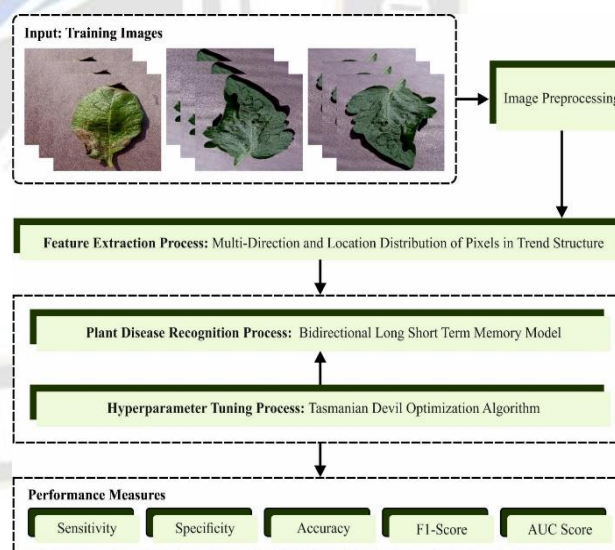 Input: Training Images
Image Preprocessing
Feature Extraction Process: Multi-Direction and Location Distribution of Pixels in Trend Structure
Plant Disease Recognition Process: Bidirectional Long Short Term Memory Model
Hyperparameter Tuning Process: Tasmanian Devil Optimization Algorithm
Performance Measures
Sensitivity
Specificity
Accuracy
F1-Score
AUC Score